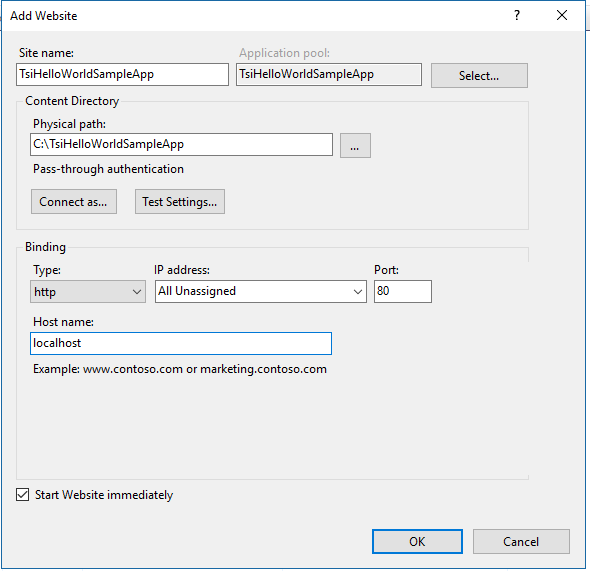 Add Website
?
Site name:
Application pool:
TsiHelloWorldSampleApp
TsiHelloWorldSampleApp
Select...
Content Directory
Physical path:
C:\TsiHelloWorldSampleApp
...
Pass-through authentication
Connect as...
Test Settings...
Binding
Type:
IP address:
Port:
http
All Unassigned
80
Host name:
localhost
Example: www.contoso.com or marketing.contoso.com
Start Website immediately
OK
Cancel